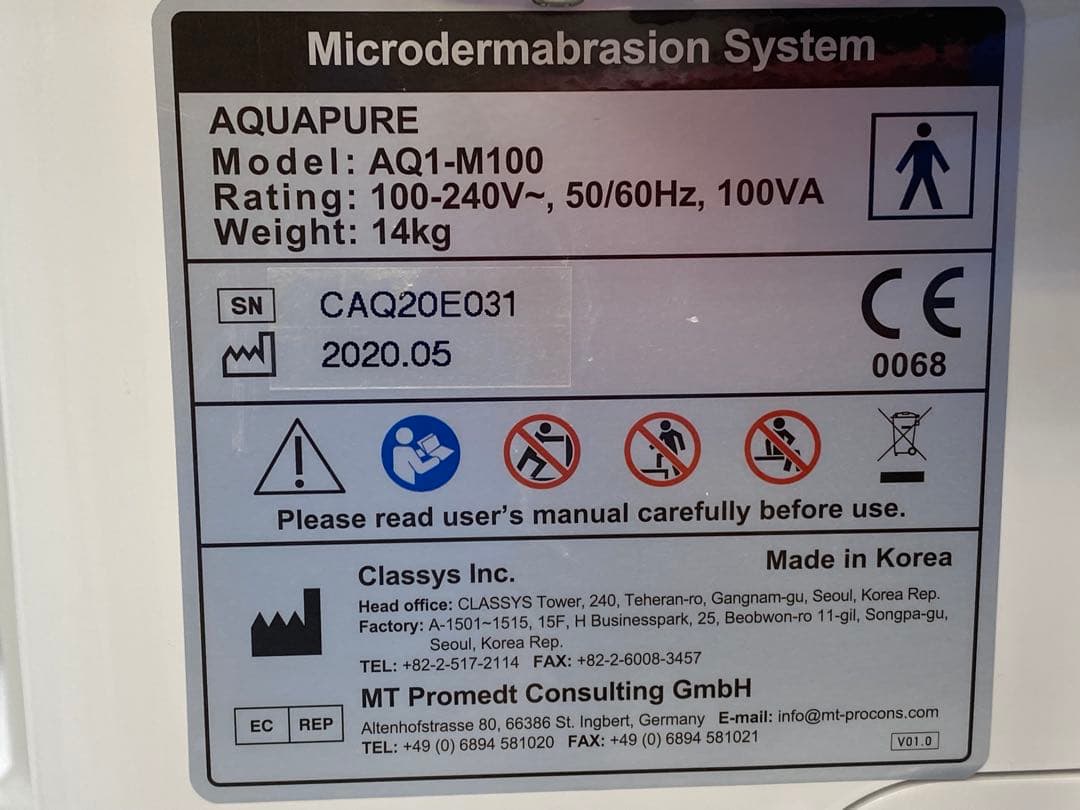 Microdermabrasion System
AQUAPURE
Model: AQ1-M100
Rating: 100-240V~, 50/60Hz, 100VA
Weight: 14kg
SN CAQ20E031
2020.05
CE
0068
Please read user's manual carefully before use.
Made in Korea
Classys Inc.
Head office: CLASSYS Tower, 240, Teheran-ro, Gangnam-gu, Seoul, Korea Rep.
Factory: A-1501~1515, 15F, H Businesspark, 25, Beobwon-ro 11-gil, Songpa-gu,
Seoul, Korea Rep.
TEL: +82-2-517-2114 FAX: +82-2-6008-3457
MT Promedt Consulting GmbH
EC REP
Altenhofstrasse 80, 66386 St. Ingbert, Germany E-mail: info@mt-procons.com
TEL: +49 (0) 6894 581020 FAX: +49 (0) 6894 581021
V01.0